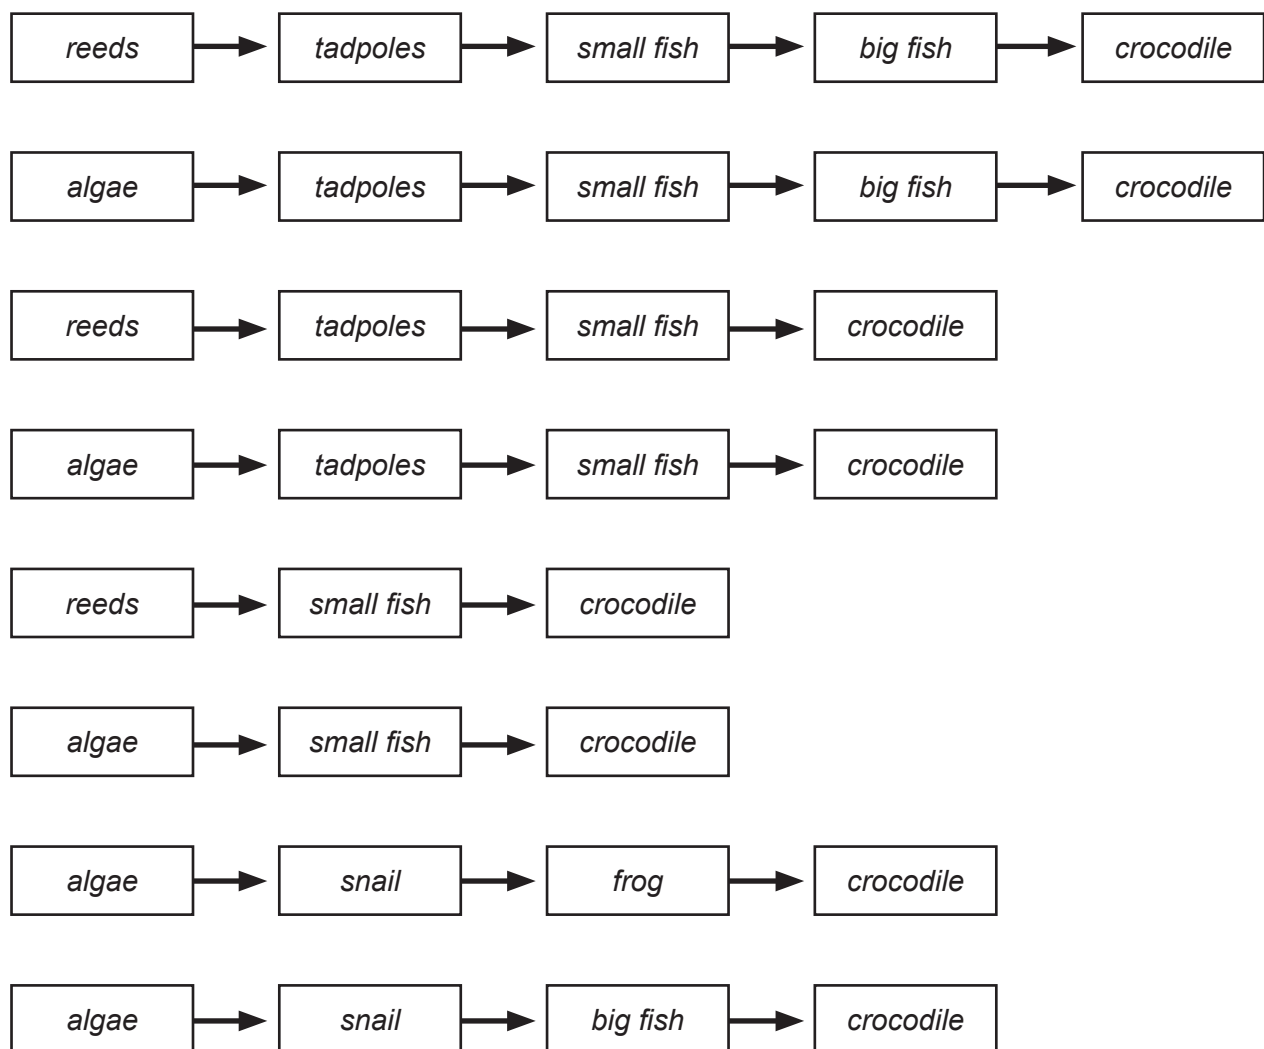 reeds tadpoles small fish big fish crocodile
algae tadpoles small fish big fish crocodile
reeds tadpoles small fish crocodile
algae tadpoles small fish crocodile
reeds small fish crocodile
algae small fish crocodile
algae snail frog crocodile
algae snail big fish crocodile